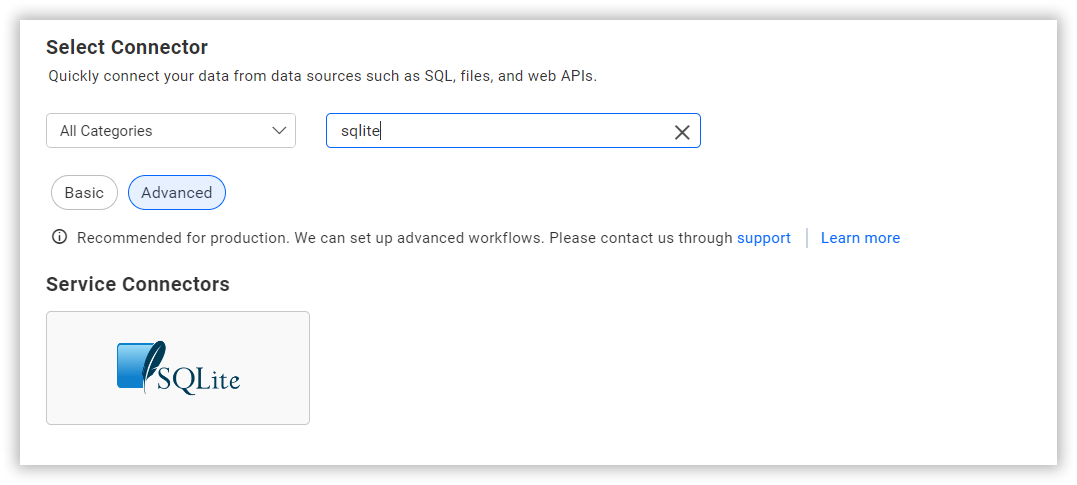 Select Connector
Quickly connect your data from data sources such as SQL, files, and web APIs.
All Categories
sqlite
Basic
Advanced
Recommended for production. We can set up advanced workflows. Please contact us through support
Learn more
Service Connectors
SQLite